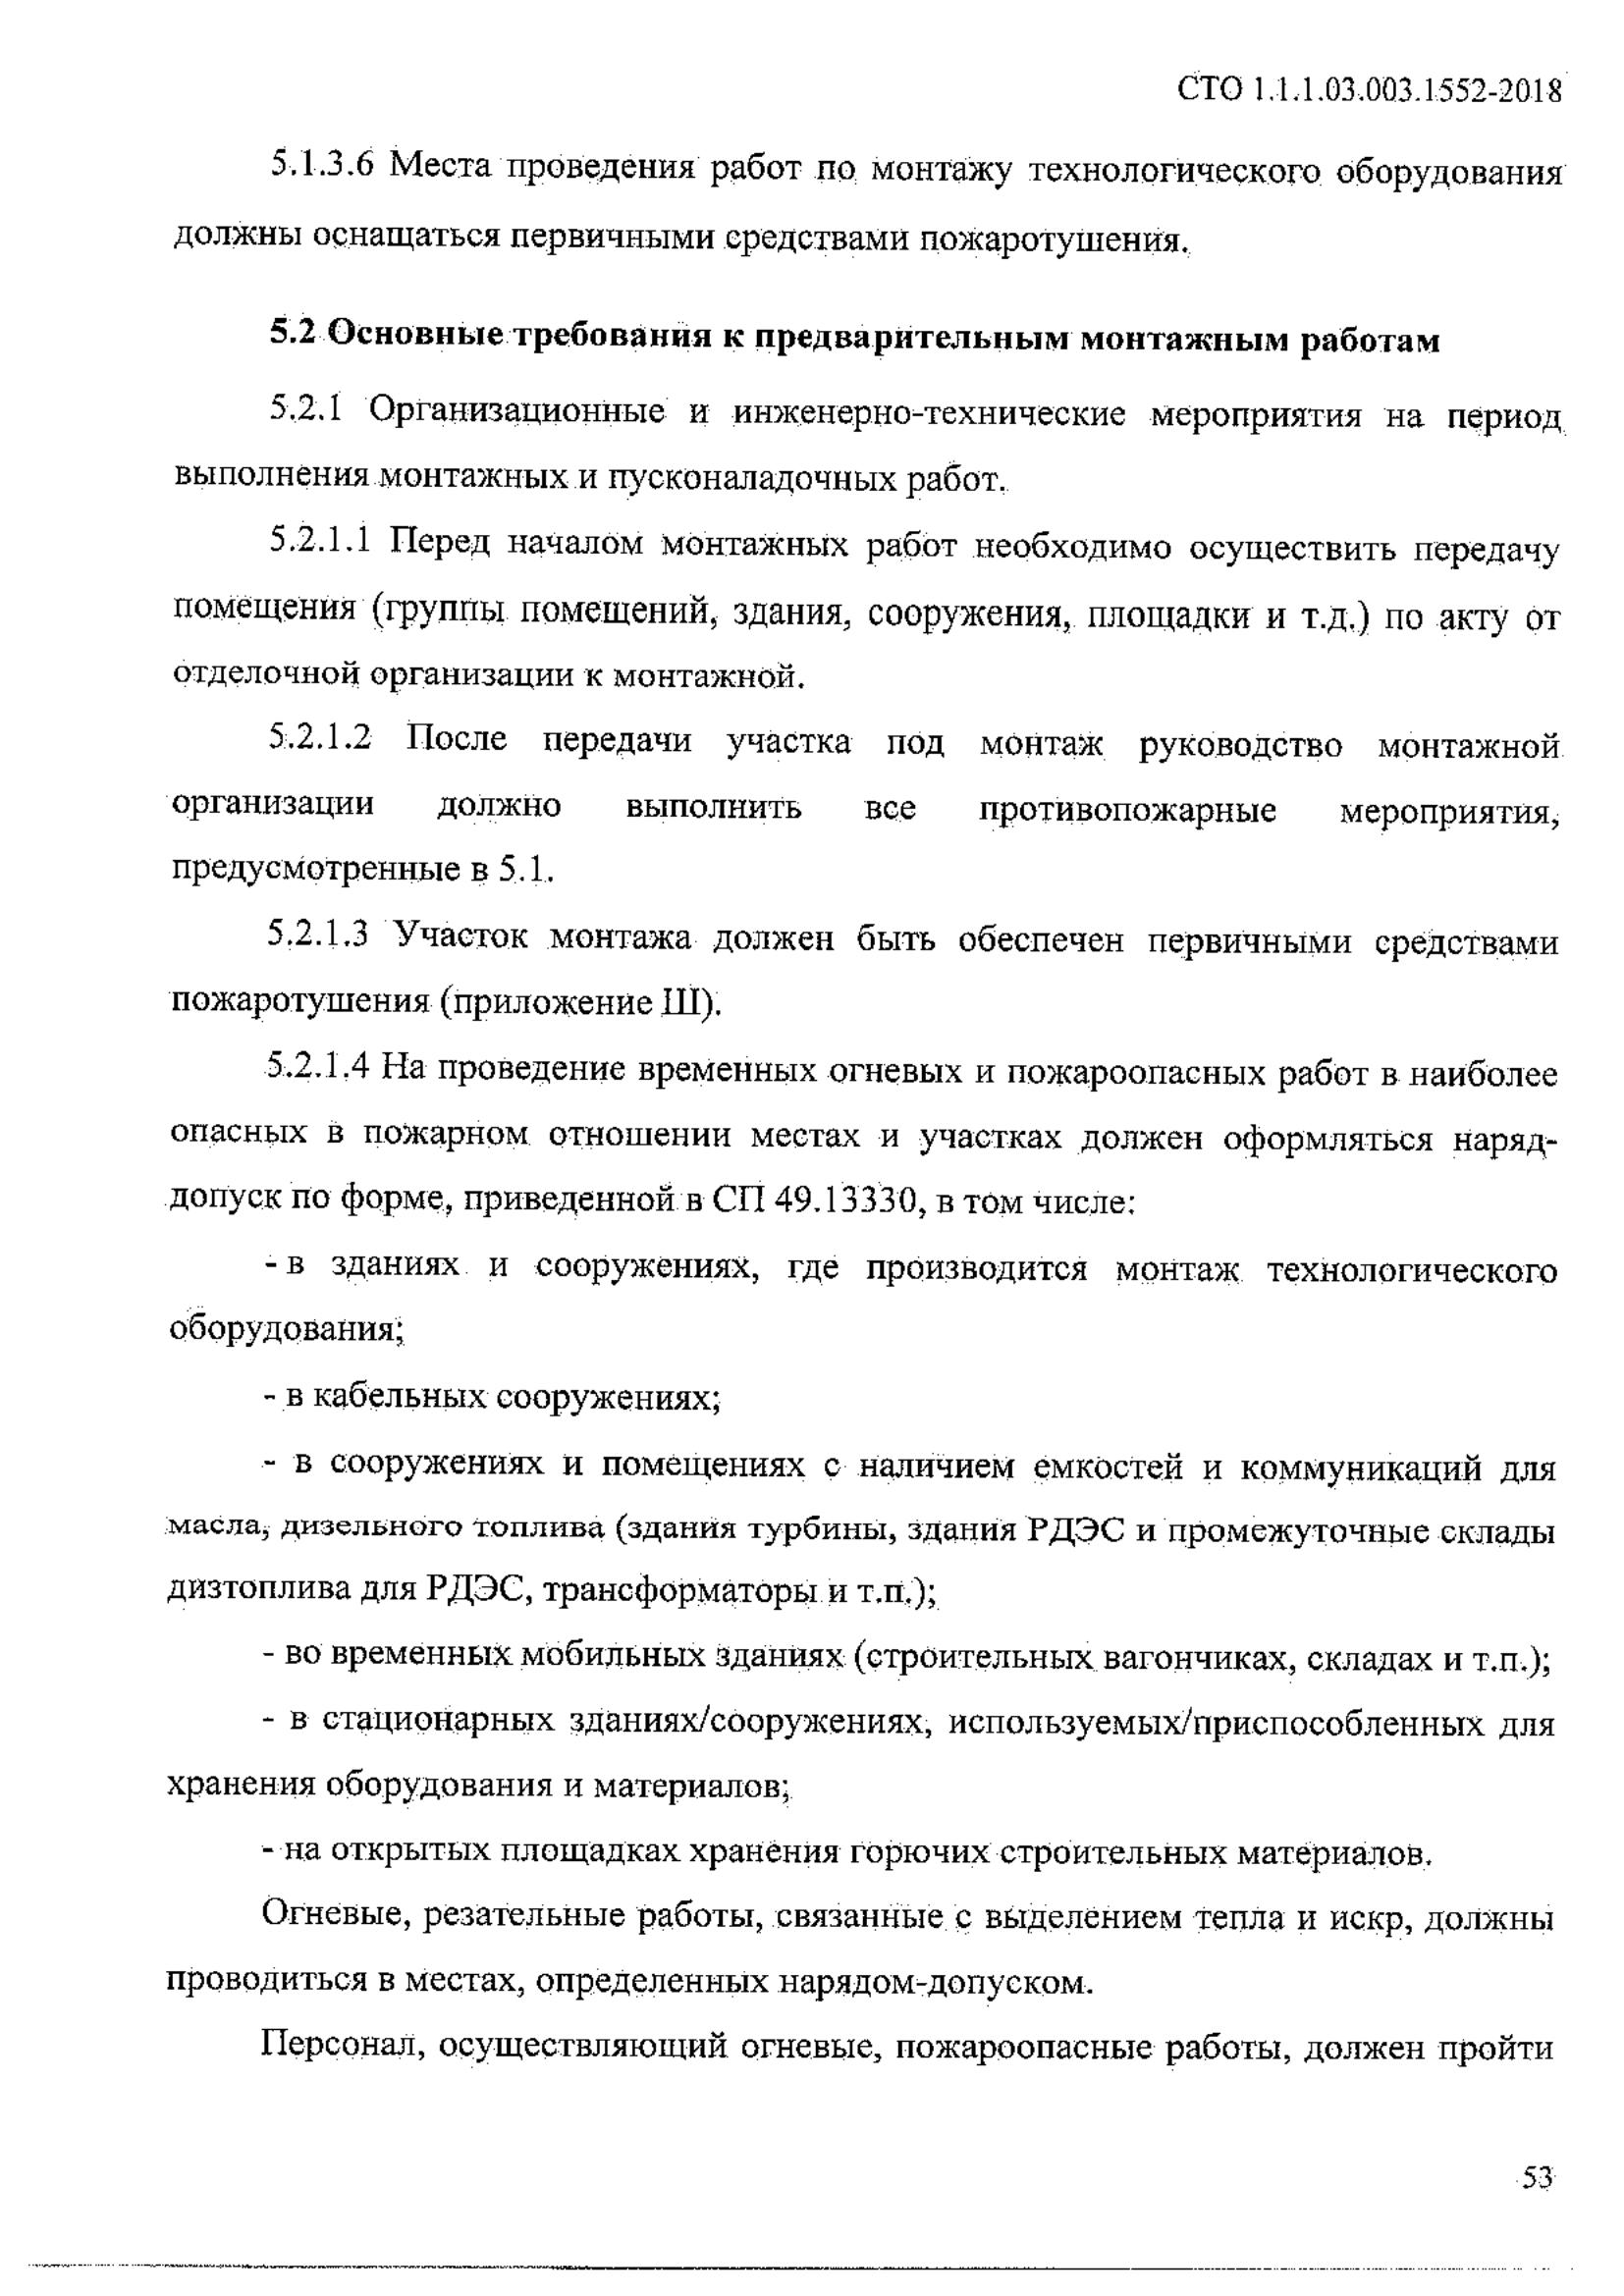 СТО 1.1.1.03.003.1552-2018
5.1.3.6 Места проведения работ по монтажу технологического оборудования
должны оснащаться первичными средствами пожаротушения.
5.2 Основные требования к предварительным монтажным работам
5.2.1 Организационные и инженерно-технические мероприятия на период
выполнения монтажных и пусконаладочных работ.
5.2.1.1 Перед началом монтажных работ необходимо осуществить передачу
помещения (группы помещений, здания, сооружения, площадки и т.д.) по акту от
отделочной организации к монтажной.
5.2.1.2 После передачи участка под монтаж руководство монтажной
организации должно выполнить все противопожарные мероприятия,
предусмотренные в 5.1.
5.2.1.3 Участок монтажа должен быть обеспечен первичными средствами
пожаротушения (приложение Ш).
5.2.1.4 На проведение временных огневых и пожароопасных работ в наиболее
опасных в пожарном отношении местах и участках должен оформляться наряд-
допуск по форме, приведенной в СП 49.13330, в том числе:
- в зданиях и сооружениях, где производится монтаж технологического
оборудования;
- в кабельных сооружениях;
- в сооружениях и помещениях с наличием емкостей и коммуникаций для
масла, дизельного топлива (здания турбины, здания РДЭС и промежуточные склады
дизтоплива для РДЭС, трансформаторы и т.п.);
- во временных мобильных зданиях (строительных вагончиках, складах и т.п.);
- в стационарных зданиях/сооружениях, используемых/приспособленных для
хранения оборудования и материалов;
- на открытых площадках хранения горючих строительных материалов.
Огневые, резательные работы, связанные с выделением тепла и искр, должны
проводиться в местах, определенных нарядом-допуском.
Персонал, осуществляющий огневые, пожароопасные работы, должен пройти
53